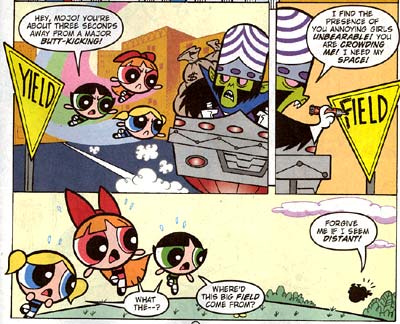 HEY, MOJO! YOU'RE
ABOUT THREE SECONDS
AWAY FROM A MAJOR
BUTT-KICKING!
YIELD
I FIND THE
PRESENCE OF
YOU ANNOYING GIRLS
UNBEARABLE! YOU
ARE CROWDING
ME! I NEED MY
SPACE!
FIELD
WHAT
THE--?
WHERE'D
THIS BIG FIELD
COME FROM?
FORGIVE
ME IF I SEEM
DISTANT!